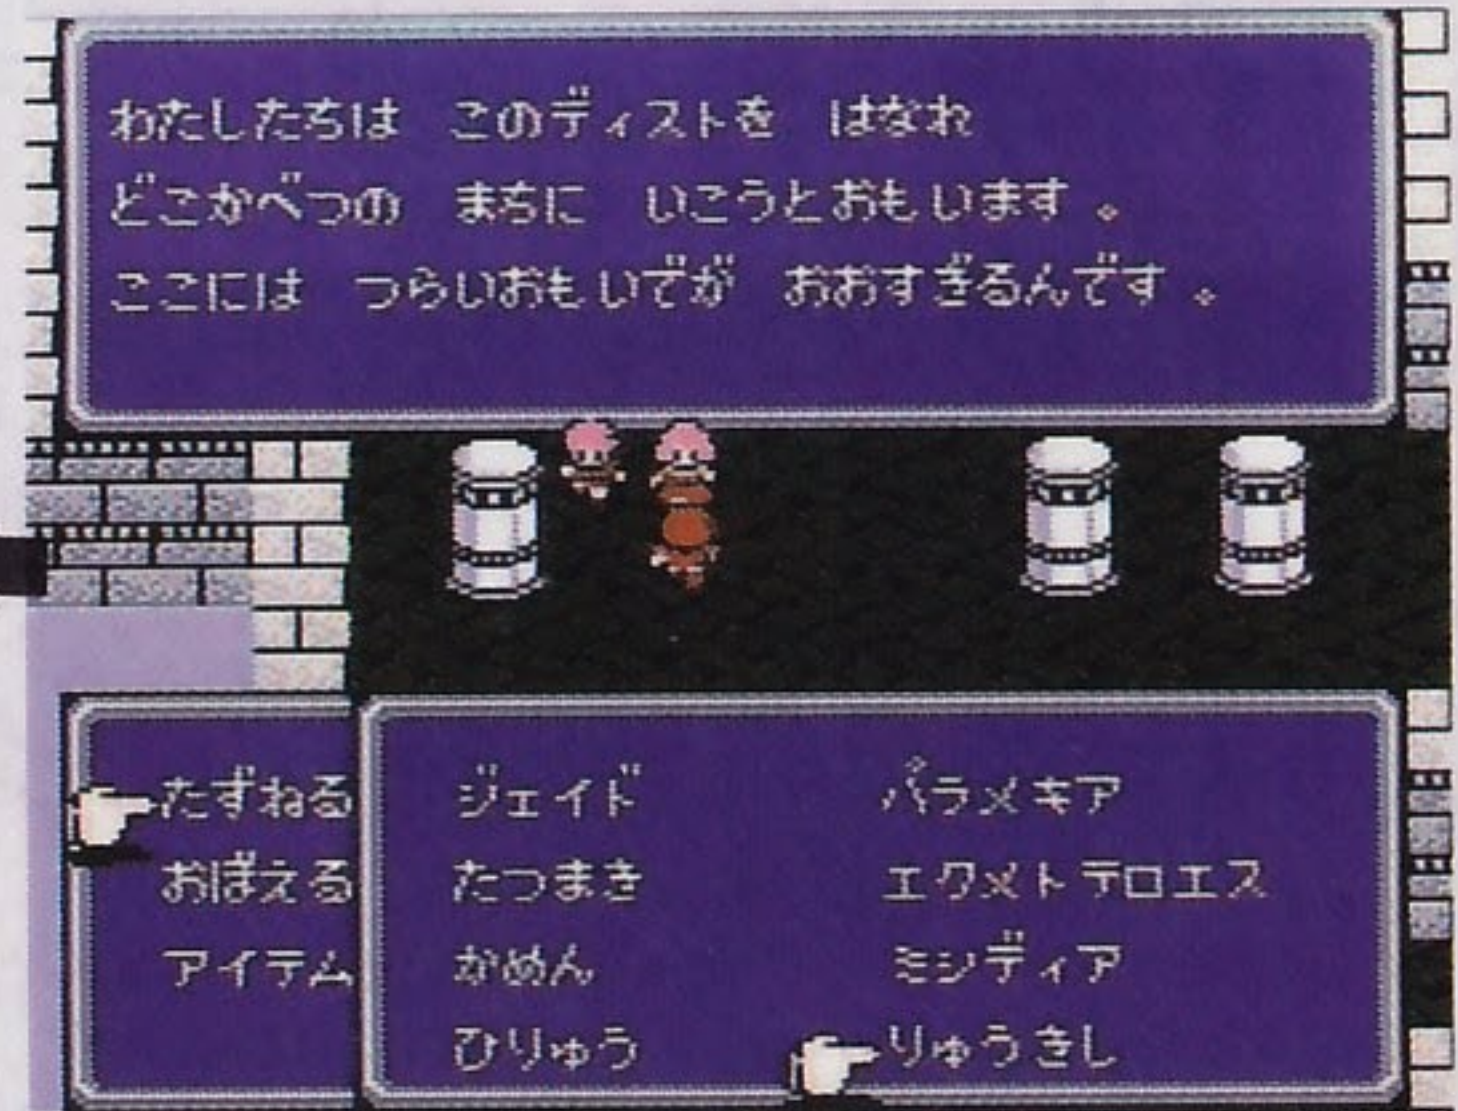 わたしたちは　このディストを　はなれ
どこかべつの　まちに　いこうとおもいます。
ここには　つらいおもいでが　おおすぎるんです。
たずねる
おぼえる
アイテム
ジェイド　パラメキア
たつまき　エクメトテロエス
かめん　ミシディア
ひりゅう　りゅうきし